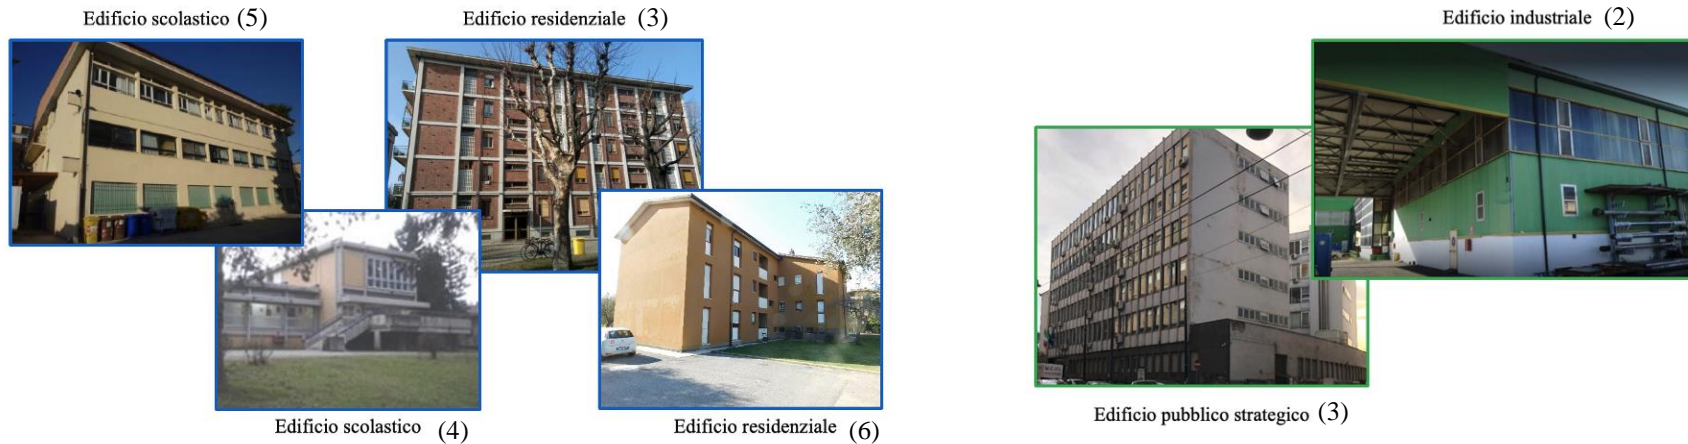 Edificio scolastico (5)
Edificio residenziale (3)
Edificio industriale (2)
Edificio scolastico (4)
Edificio residenziale (6)
Edificio pubblico strategico (3)